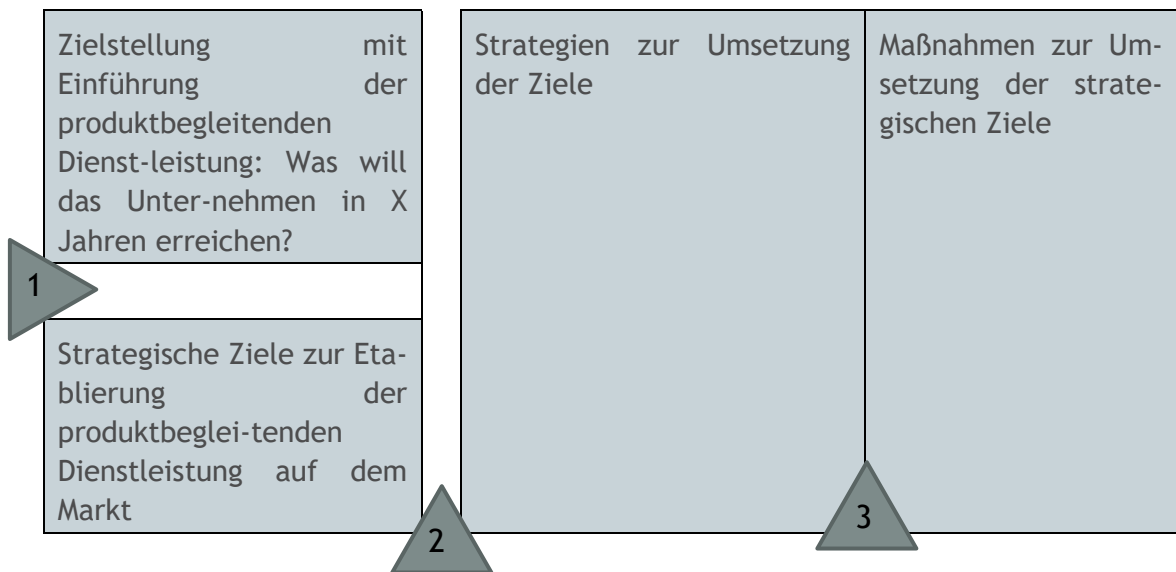 Zielstellung mit
Einführung der
produktbegleitenden
Dienst-leistung: Was will
das Unter-nehmen in X
Jahren erreichen?
1
Strategische Ziele zur Eta-
blierung der
produktbeglei-tenden
Dienstleistung auf dem
Markt
2
Strategien zur Umsetzung
der Ziele
3
Maßnahmen zur Um-
setzung der strate-
gischen Ziele